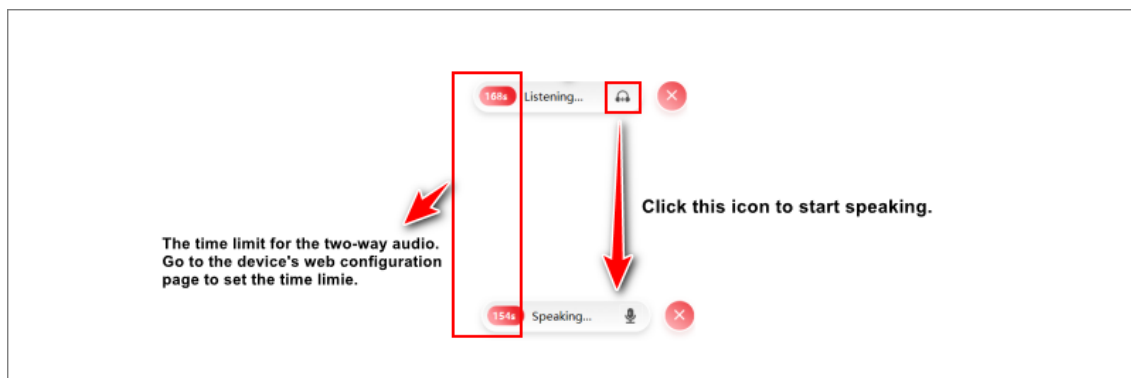 168s Listening...
Click this icon to start speaking.
The time limit for the two-way audio.
Go to the device's web configuration
page to set the time limie.
154s Speaking...